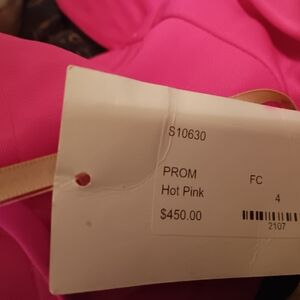 S10630
PROM FC
Hot Pink 4
$450.00
2107